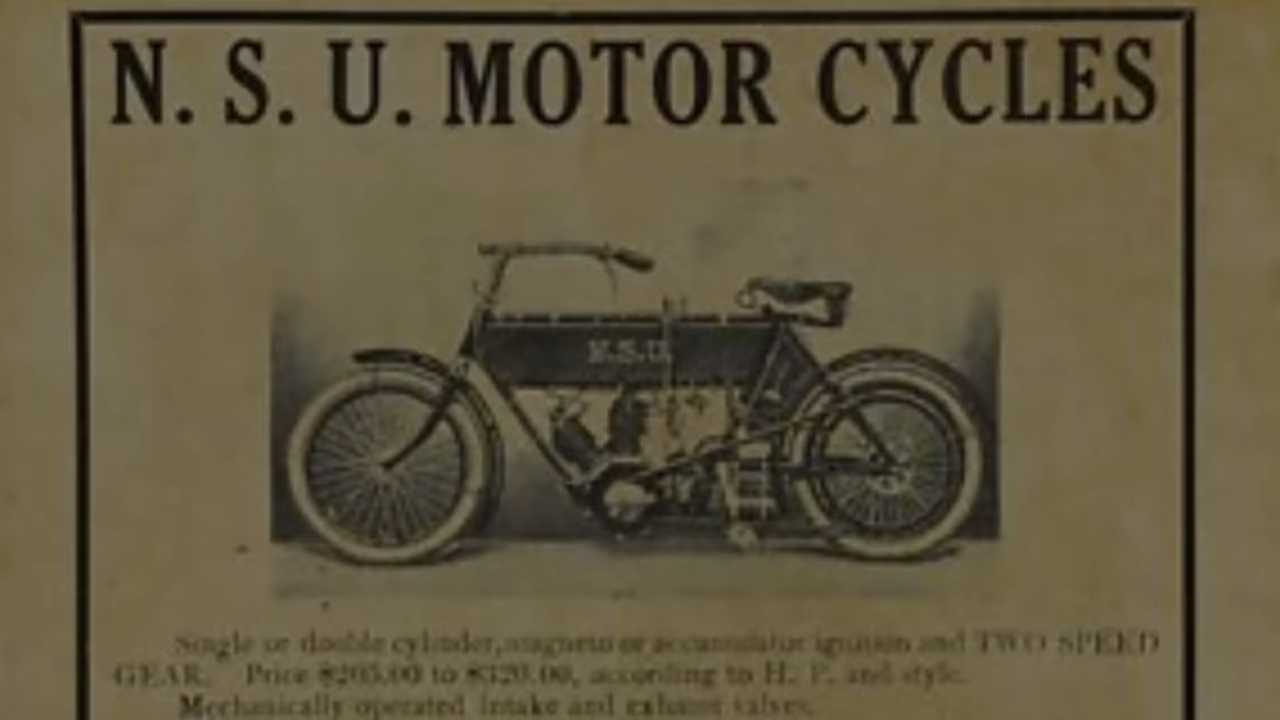 N. S. U. MOTOR CYCLES
N.S.U.
Single or double cylinder, magneto or accumulator ignition and TWO SPEED
GEAR. Price $205.00 to $320.00, according to H. P. and style.
Mechanically operated intake and exhaust valves.